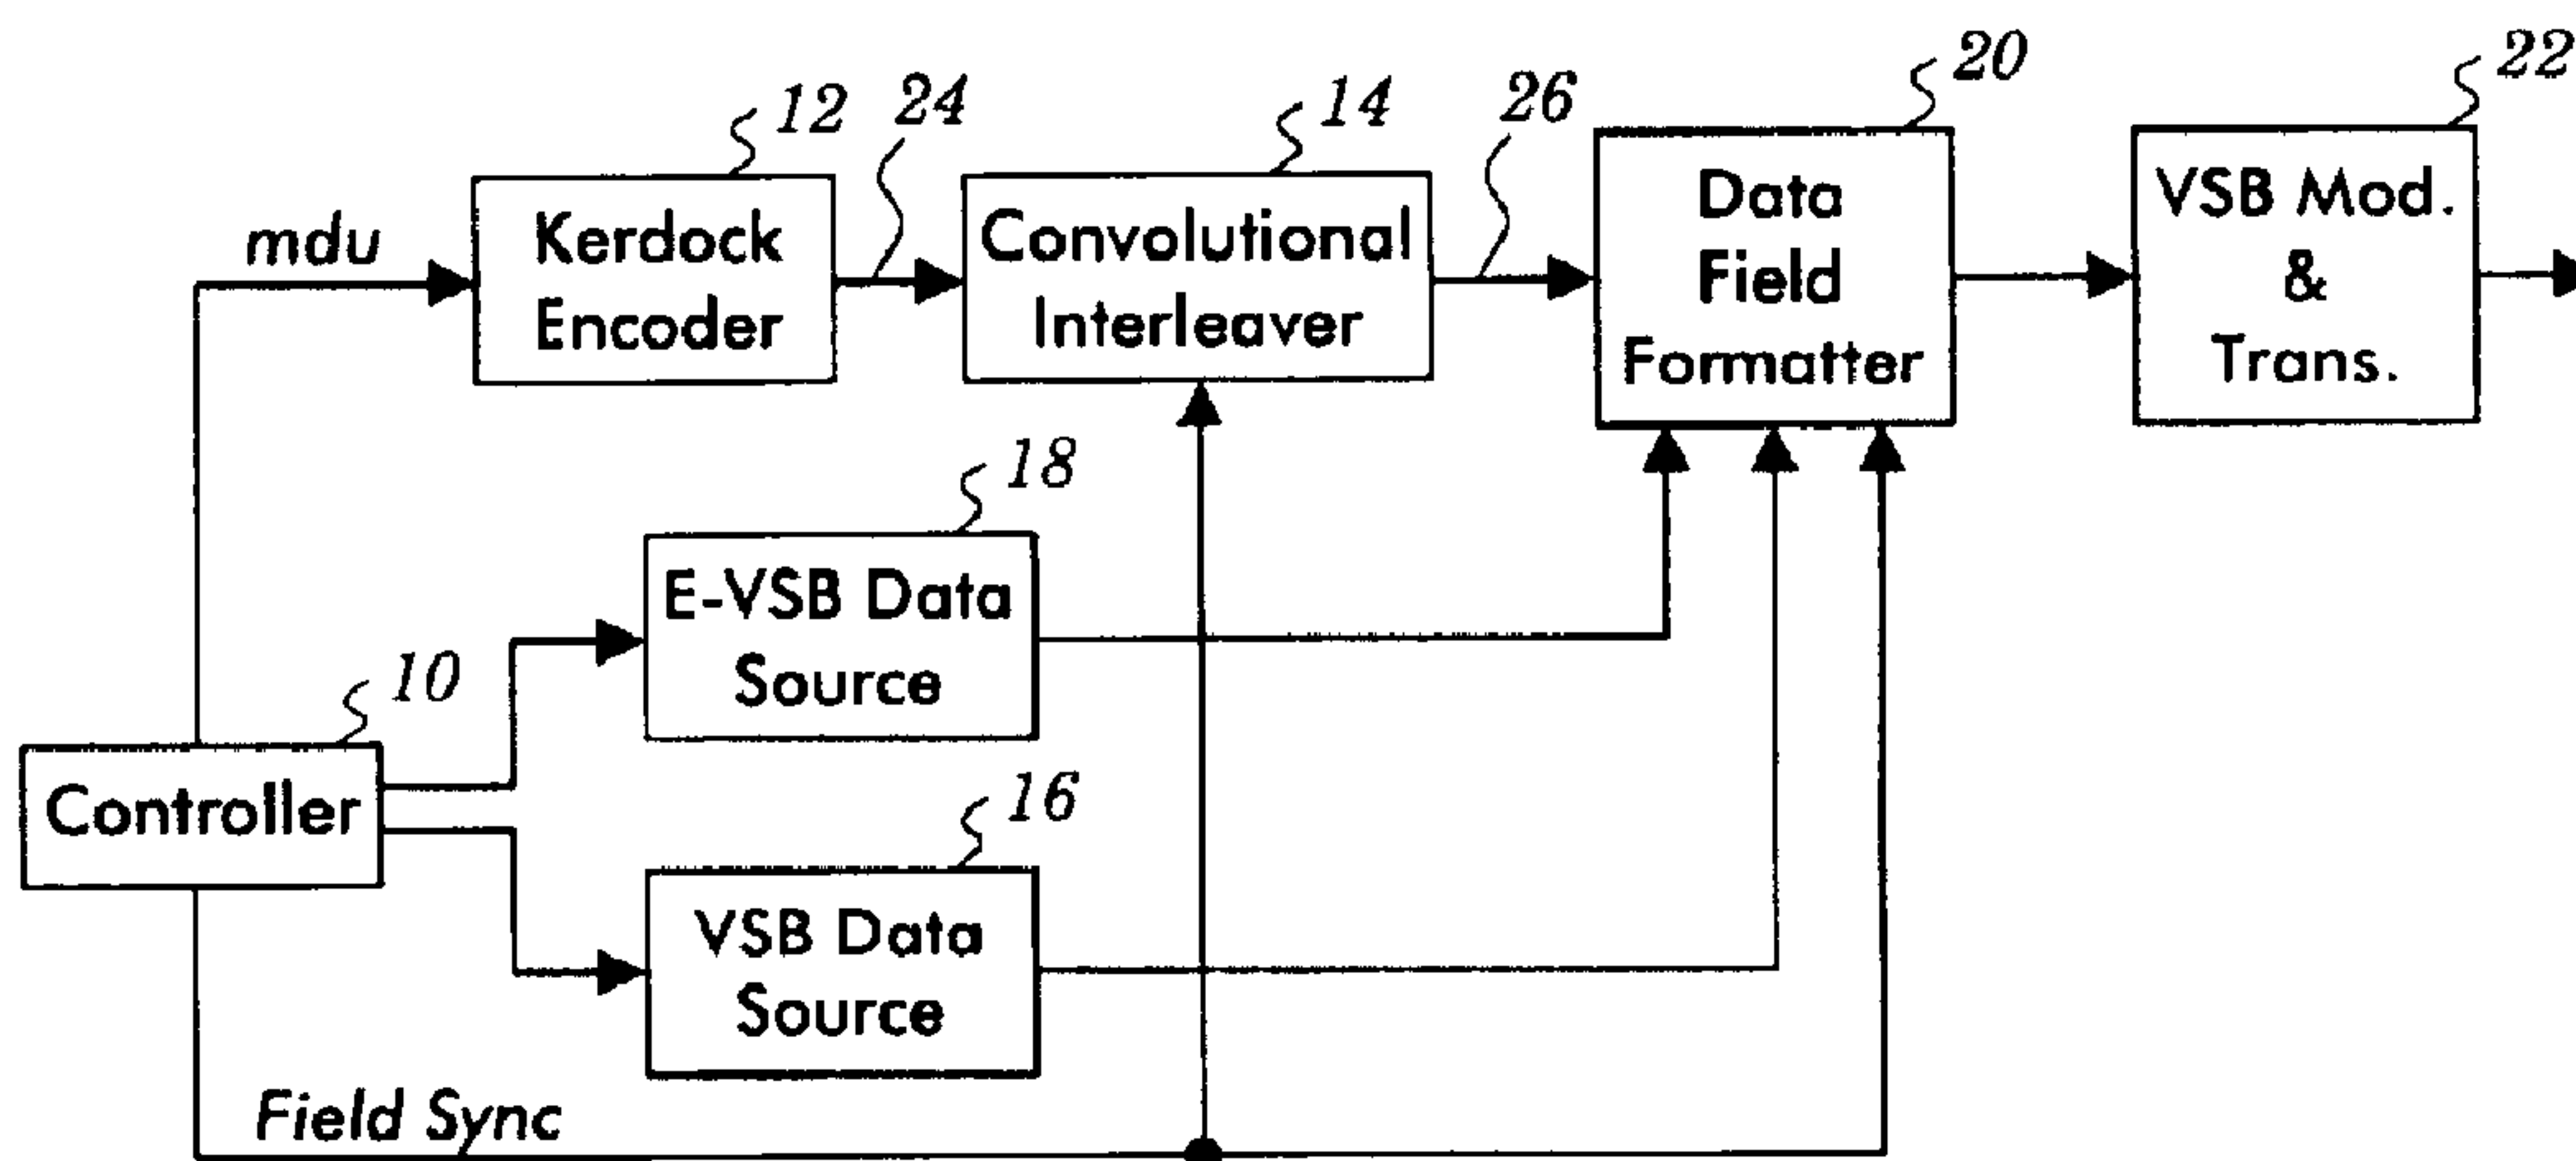 20
22
12
24
14
26
mdu
Kerdock
Encoder
Convolutional
Interleaver
Data
Field
Formatter
VSB Mod.
&
Trans.
18
E-VSB Data
Source
10
Controller
16
VSB Data
Source
Field Sync